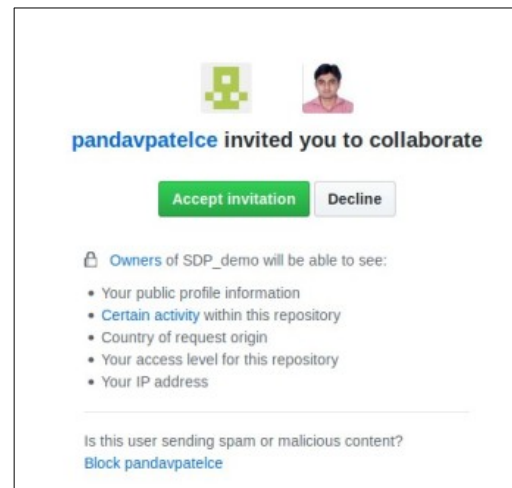 pandavpatelce invited you to collaborate
Accept invitation Decline
Owners of SDP_demo will be able to see:
• Your public profile information
• Certain activity within this repository
• Country of request origin
• Your access level for this repository
• Your IP address
Is this user sending spam or malicious content?
Block pandavpatelce